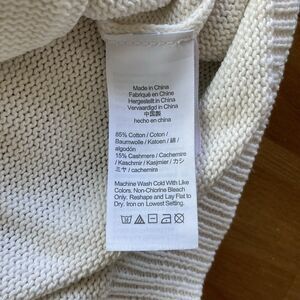 Made in China
Fabriqué en Chine
Hergestellt in China
Vervaardigd in China
中国製
hecho en china
85% Cotton / Coton /
Baumwolle / Katoen / 綿 /
algodón
15% Cashmere / Cachemire
/ Kaschmir / Kasjmier / カシ
ミヤ / cachemira
Machine Wash Cold With Like
Colors. Non-Chlorine Bleach
Only. Reshape and Lay Flat to
Dry. Iron on Lowest Setting.